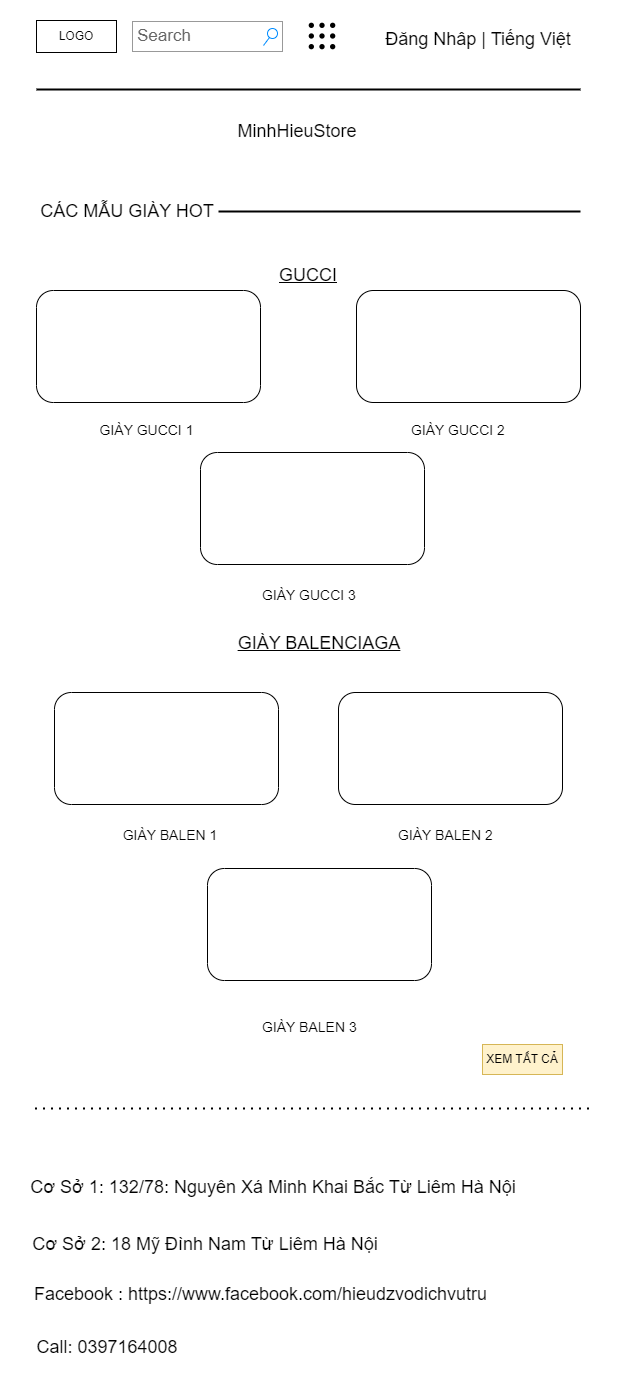 LOGO
Search
Đăng Nhâp | Tiếng Việt
MinhHieuStore
CÁC MẪU GIÀY HOT
GUCCI
GIÀY GUCCI 1
GIÀY GUCCI 2
GIÀY GUCCI 3
GIÀY BALENCIAGA
GIÀY BALEN 1
GIÀY BALEN 2
GIÀY BALEN 3
XEM TẤT CẢ
Cơ Sở 1: 132/78: Nguyên Xá Minh Khai Bắc Từ Liêm Hà Nội
Cơ Sở 2: 18 Mỹ Đình Nam Từ Liêm Hà Nội
Facebook : https://www.facebook.com/hieudzvodichvutru
Call: 0397164008